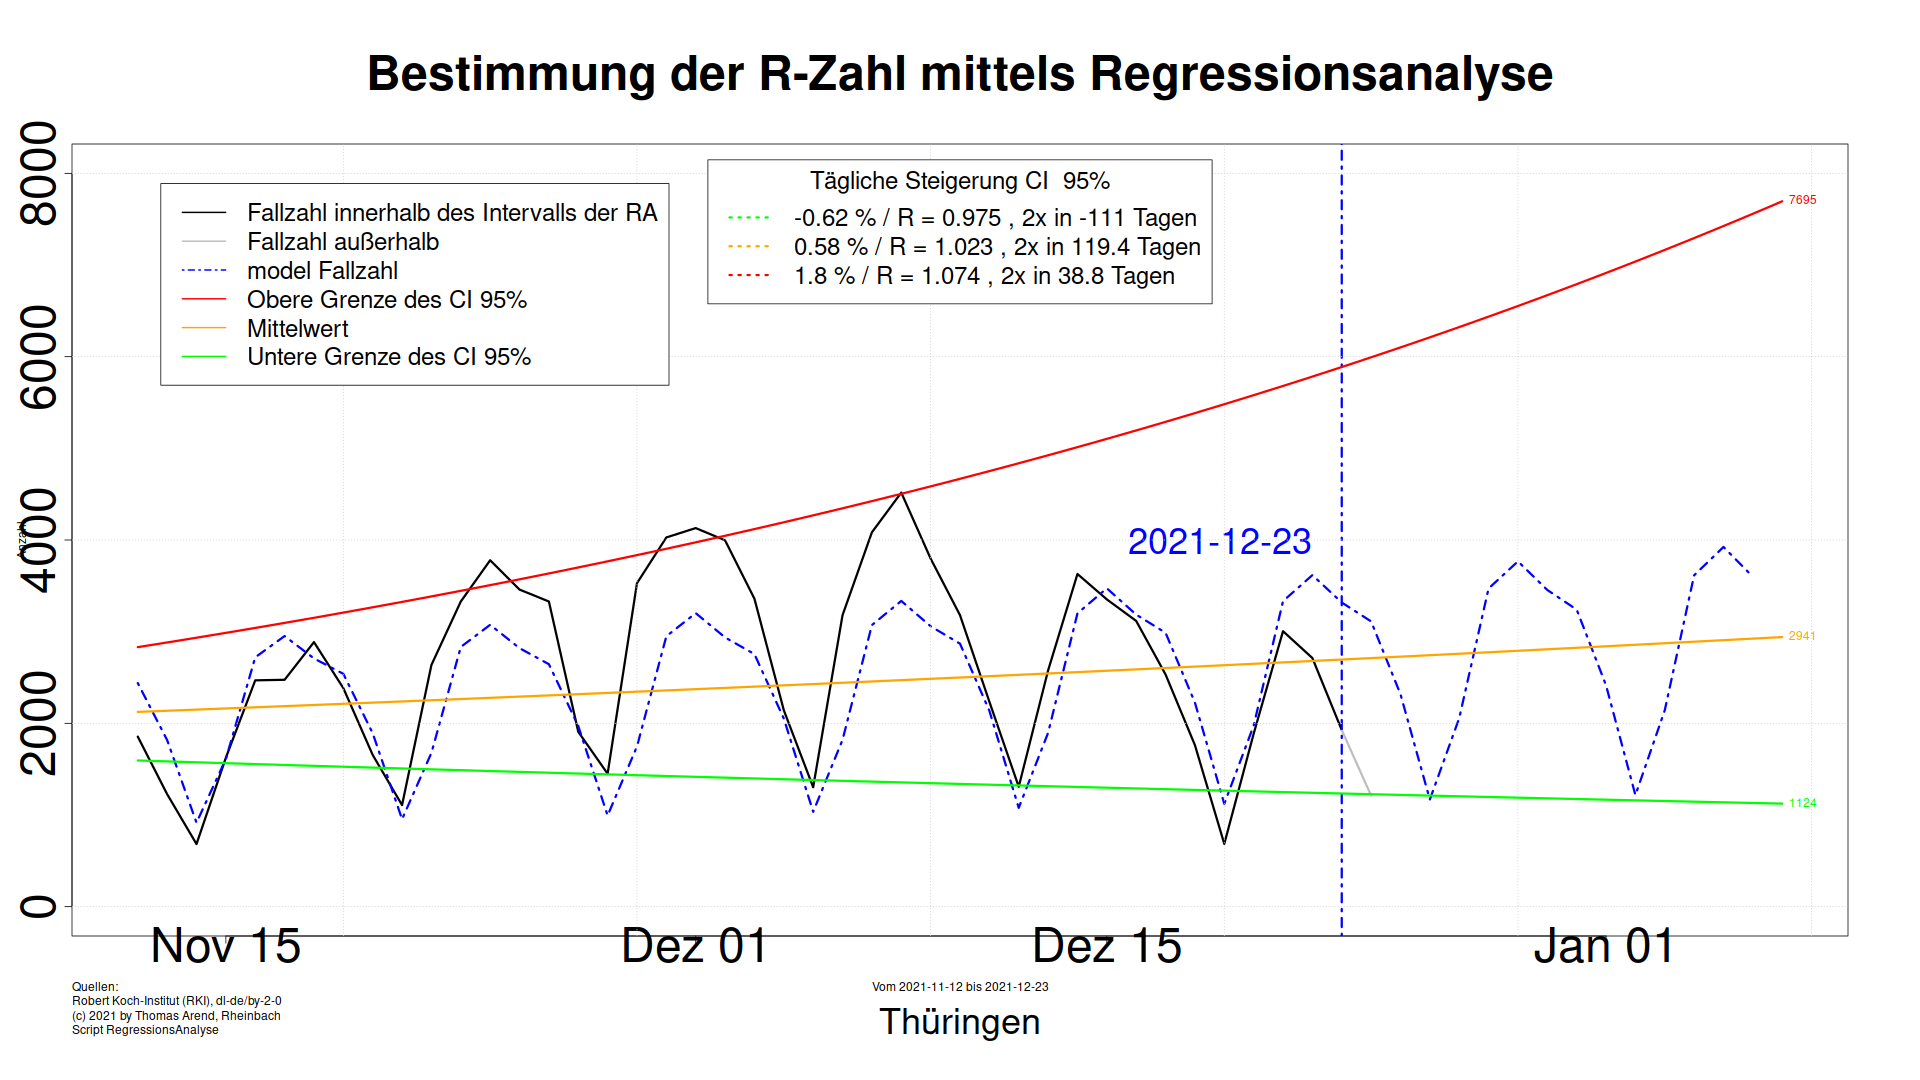 Bestimmung der R-Zahl mittels Regressionsanalyse
8000
6000
4000
2000
0
Anzahl
Fallzahl innerhalb des Intervalls der RA
Fallzahl außerhalb
model Fallzahl
Obere Grenze des CI 95%
Mittelwert
Untere Grenze des CI 95%
Tägliche Steigerung CI  95%
-0.62 % / R = 0.975 , 2x in -111 Tagen
0.58 % / R = 1.023 , 2x in 119.4 Tagen
1.8 % / R = 1.074 , 2x in 38.8 Tagen
7695
2021-12-23
2941
1124
Nov 15
Dez 01
Dez 15
Jan 01
Quellen:
Robert Koch-Institut (RKI), dl-de/by-2-0
(c) 2021 by Thomas Arend, Rheinbach
Script RegressionsAnalyse
Vom 2021-11-12 bis 2021-12-23
Thüringen